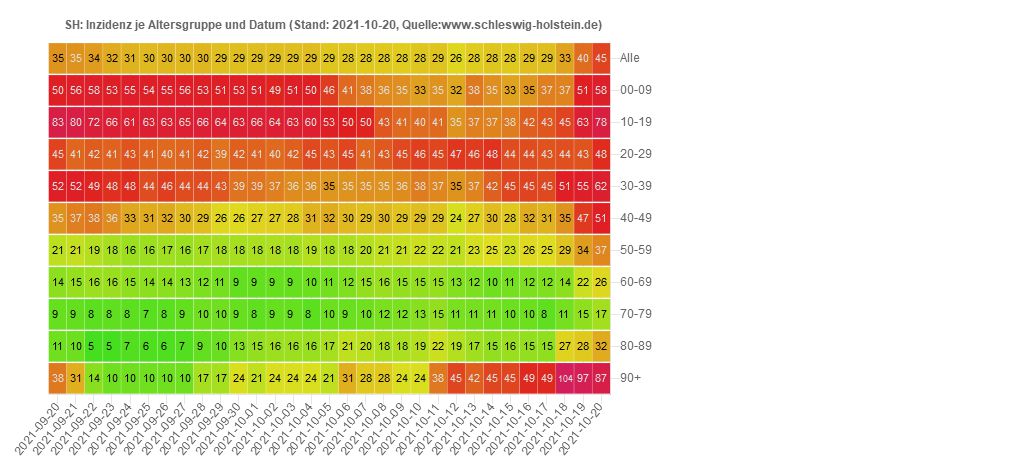 SH: Inzidenz je Altersgruppe und Datum (Stand: 2021-10-20, Quelle:www.schleswig-holstein.de)
35 35 34 32 31 30 30 30 30 29 29 29 29 29 29 29 28 28 28 28 28 29 26 28 28 28 29 29 33 40 45 Alle
50 56 58 53 55 54 55 56 53 51 53 51 49 51 50 46 41 38 36 35 33 35 32 38 35 33 35 37 37 51 58 00-09
83 80 72 66 61 63 63 65 66 64 63 66 64 63 60 53 50 50 43 41 40 41 35 37 37 38 42 43 45 63 78 10-19
45 41 42 41 43 41 40 41 42 39 42 41 40 42 45 43 45 41 43 45 46 45 47 46 48 44 44 43 44 43 48 20-29
52 52 49 48 48 44 46 44 44 43 39 39 37 36 36 35 35 35 35 36 38 37 35 37 42 45 45 45 51 55 62 30-39
35 37 38 36 33 31 32 30 29 26 26 27 27 28 31 32 30 29 30 29 29 29 24 27 30 28 32 31 35 47 51 40-49
21 21 19 18 16 16 17 16 17 18 18 18 18 18 19 18 18 20 21 21 22 22 21 23 25 23 26 25 29 34 37 50-59
14 15 16 16 15 14 14 13 12 11 9 9 9 9 10 11 12 15 16 15 15 15 13 12 10 11 12 12 14 22 26 60-69
9 9 8 8 8 7 8 9 10 10 9 8 9 9 8 10 9 10 12 12 13 15 11 11 11 10 10 8 11 15 17 70-79
11 10 5 5 7 6 6 7 9 10 13 15 16 16 16 17 21 20 18 18 19 22 19 17 15 16 15 15 27 28 32 80-89
38 31 14 10 10 10 10 10 17 17 24 21 24 24 24 21 31 28 28 24 24 38 45 42 45 45 49 49 104 97 87 90+
2021-09-20
2021-09-21
2021-09-22
2021-09-23
2021-09-24
2021-09-25
2021-09-26
2021-09-27
2021-09-28
2021-09-29
2021-09-30
2021-10-01
2021-10-02
2021-10-03
2021-10-04
2021-10-05
2021-10-06
2021-10-07
2021-10-08
2021-10-09
2021-10-10
2021-10-11
2021-10-12
2021-10-13
2021-10-14
2021-10-15
2021-10-16
2021-10-17
2021-10-18
2021-10-19
2021-10-20